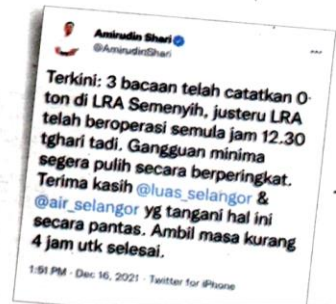 Amirudin Shari
@AmirudinShari
Terkini: 3 bacaan telah catatkan 0-
ton di LRA Semenyih, justeru LRA
telah beroperasi semula jam 12.30
tghari tadi. Gangguan minima
segera pulih secara berperingkat.
Terima kasih @luas_selangor &
@air_selangor yg tangani hal ini
secara pantas. Ambil masa kurang
4 jam utk selesai.
1:51 PM · Dec 16, 2021 · Twitter for iPhone